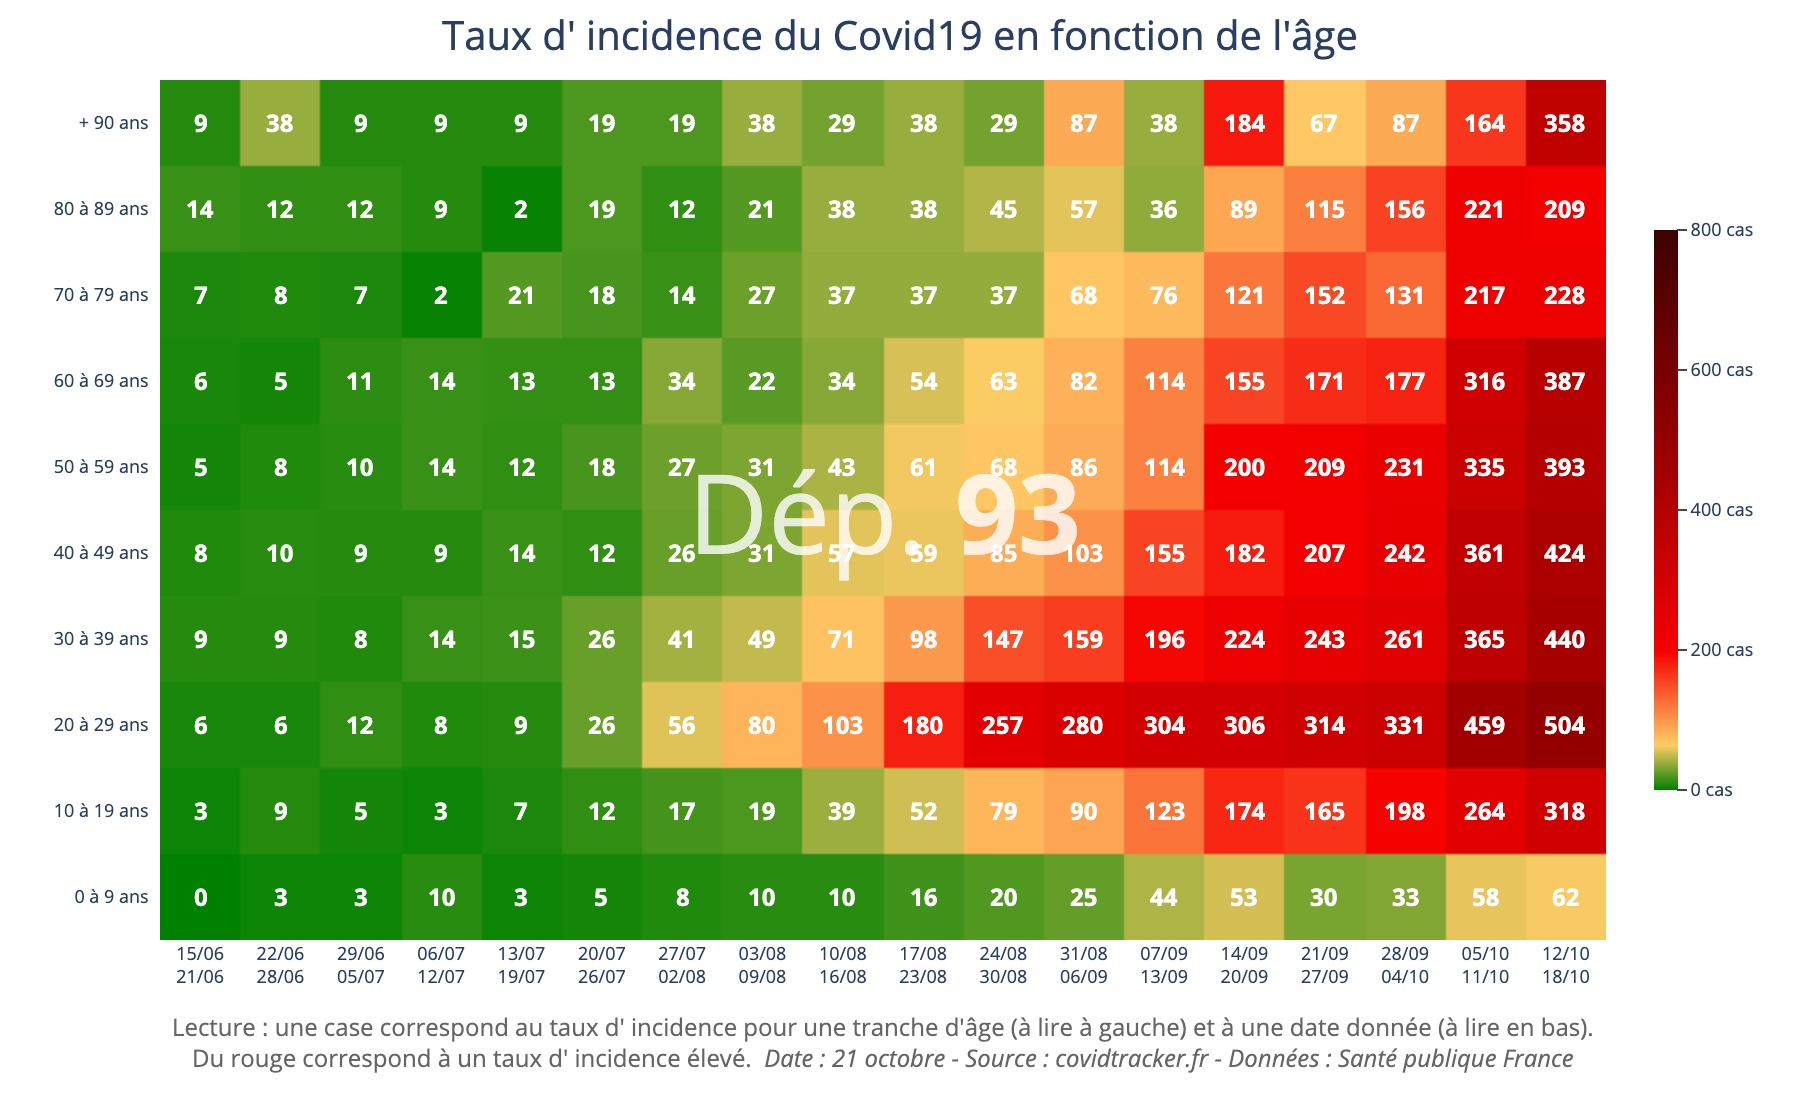 Taux d' incidence du Covid19 en fonction de l'âge
+ 90 ans 9 38 9 9 9 19 19 38 29 38 29 87 38 184 67 87 164 358
80 à 89 ans 14 12 12 9 2 19 12 21 38 38 45 57 36 89 115 156 221 209
70 à 79 ans 7 8 7 2 21 18 14 27 37 37 37 68 76 121 152 131 217 228
60 à 69 ans 6 5 11 14 13 13 34 22 34 54 63 82 114 155 171 177 316 387
50 à 59 ans 5 8 10 14 12 18 27 31 43 61 68 86 114 200 209 231 335 393
Dép. 93
40 à 49 ans 8 10 9 9 14 12 26 31 57 59 85 103 155 182 207 242 361 424
30 à 39 ans 9 9 8 14 15 26 41 49 71 98 147 159 196 224 243 261 365 440
20 à 29 ans 6 6 12 8 9 26 56 80 103 180 257 280 304 306 314 331 459 504
10 à 19 ans 3 9 5 3 7 12 17 19 39 52 79 90 123 174 165 198 264 318
0 à 9 ans 0 3 3 10 3 5 8 10 10 16 20 25 44 53 30 33 58 62
15/06 22/06 29/06 06/07 13/07 20/07 27/07 03/08 10/08 17/08 24/08 31/08 07/09 14/09 21/09 28/09 05/10 12/10
21/06 28/06 05/07 12/07 19/07 26/07 02/08 09/08 16/08 23/08 30/08 06/09 13/09 20/09 27/09 04/10 11/10 18/10
800 cas
600 cas
400 cas
200 cas
0 cas
Lecture : une case correspond au taux d' incidence pour une tranche d'âge (à lire à gauche) et à une date donnée (à lire en bas).
Du rouge correspond à un taux d' incidence élevé. Date : 21 octobre - Source : covidtracker.fr - Données : Santé publique France